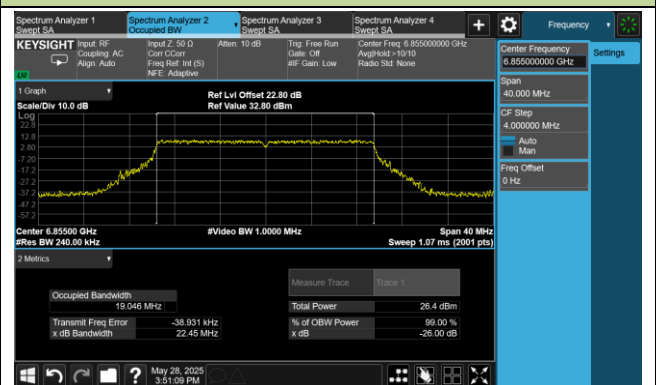 Spectrum Analyzer 1
Swept SA
Spectrum Analyzer 2
Occupied BW
Spectrum Analyzer 3
Swept SA
Spectrum Analyzer 4
Swept SA
Frequency
KEYSIGHT
Input: RF
Coupling: AC
Align: Auto
Input Z: 50 Ω
Corr CCorr
Freq Ref: Int (S)
NFE: Adaptive
Atten: 10 dB
Trig: Free Run
Gate: Off
#IF Gain: Low
Center Freq: 6.855000000 GHz
Avg|Hold:>10/10
Radio Std: None
Center Frequency
6.855000000 GHz
Settings
Span
40.000 MHz
CF Step
4.000000 MHz
Auto
Man
Freq Offset
0 Hz
1 Graph
Scale/Div 10.0 dB
Ref Lvl Offset 22.80 dB
Ref Value 32.80 dBm
Log
22.8
12.8
2.80
-7.20
-17.2
-27.2
-37.2
-47.2
-57.2
Center 6.85500 GHz
#Res BW 240.00 kHz
#Video BW 1.0000 MHz
Span 40 MHz
Sweep 1.07 ms (2001 pts)
2 Metrics
Measure Trace
Trace 1
Occupied Bandwidth
19.046 MHz
Total Power
26.4 dBm
Transmit Freq Error
-38.931 kHz
% of OBW Power
99.00 %
x dB Bandwidth
22.45 MHz
x dB
-26.00 dB
?
May 28, 2025
3:51:09 PM